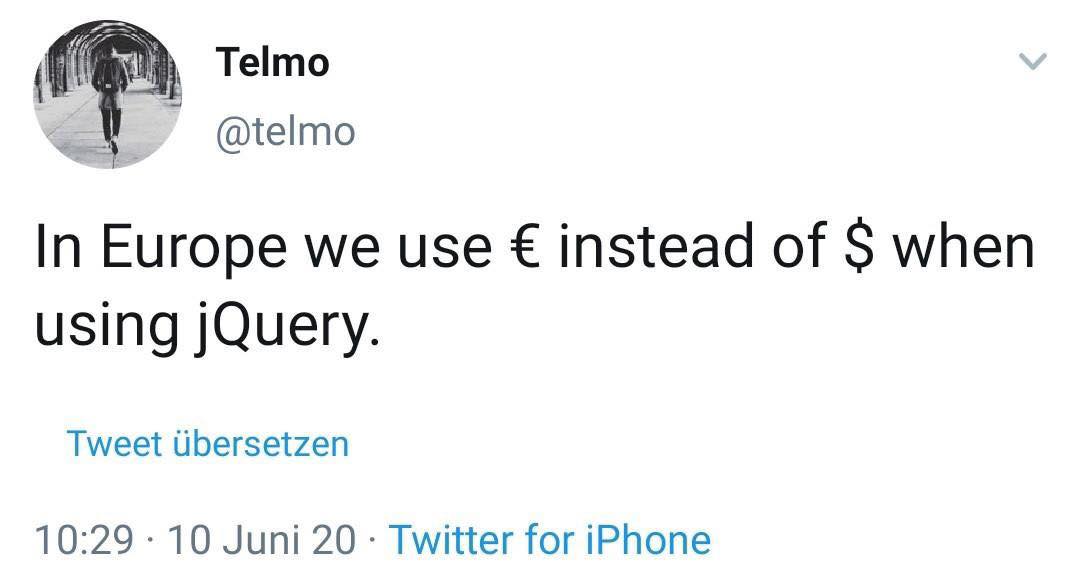 Telmo
@telmo
In Europe we use € instead of $ when
using jQuery.
Tweet übersetzen
10:29 · 10 Juni 20 · Twitter for iPhone